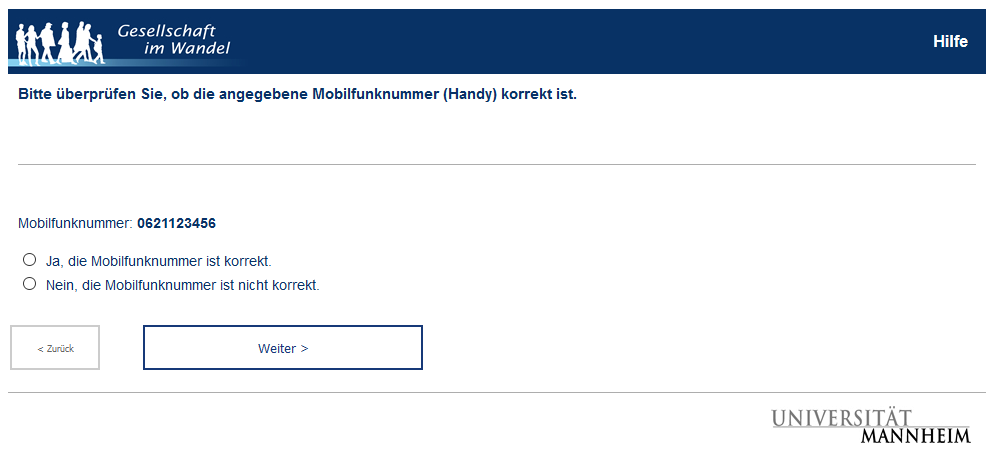 Gesellschaft
im Wandel
Hilfe
Bitte überprüfen Sie, ob die angegebene Mobilfunknummer (Handy) korrekt ist.
Mobilfunknummer: 0621123456
Ja, die Mobilfunknummer ist korrekt.
Nein, die Mobilfunknummer ist nicht korrekt.
< Zurück
Weiter >
UNIVERSITÄT
MANNHEIM